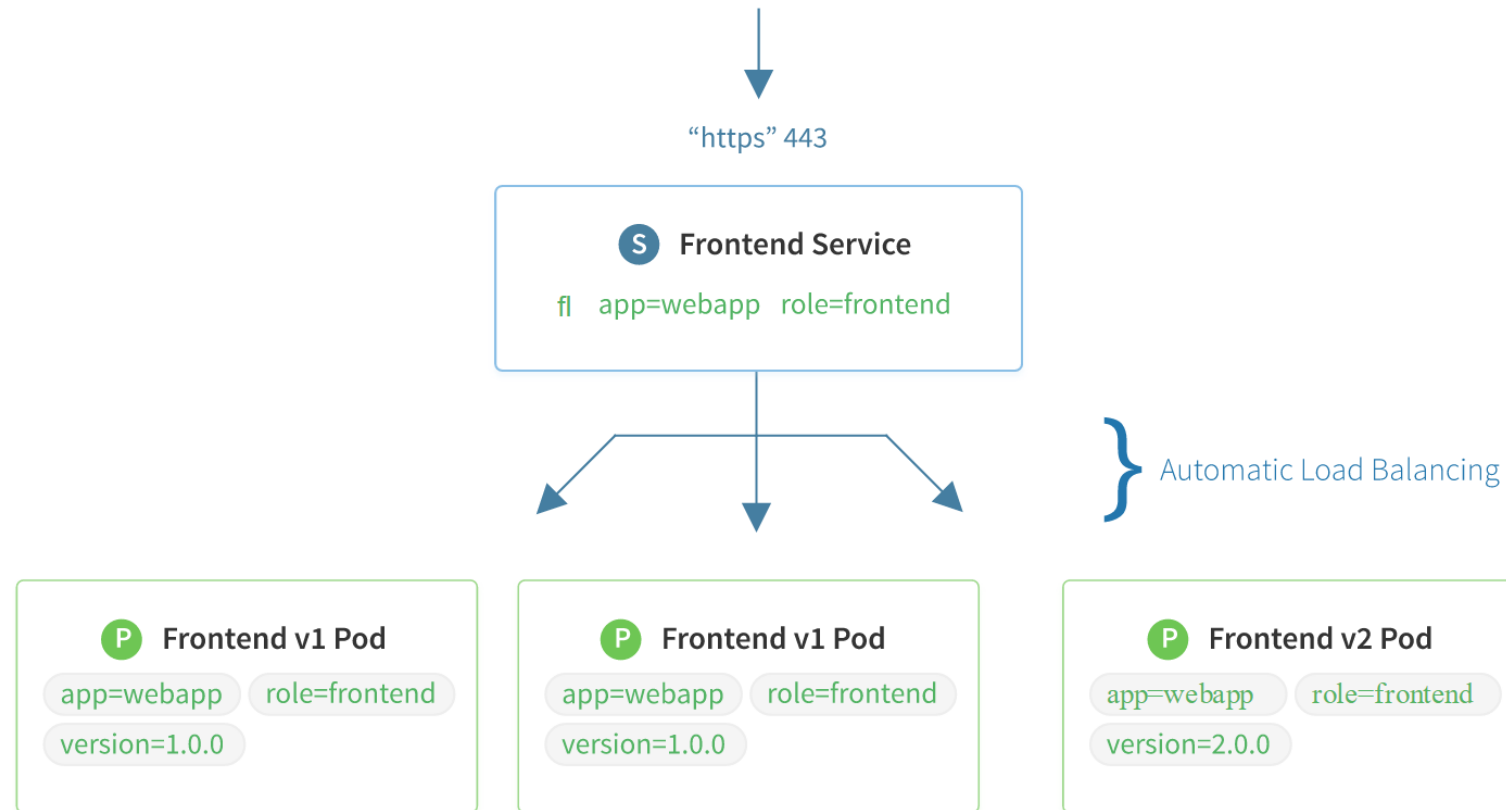 “https” 443
S Frontend Service
ﬂ app=webapp role=frontend
Automatic Load Balancing
P Frontend v1 Pod
app=webapp role=frontend
version=1.0.0
P Frontend v1 Pod
app=webapp role=frontend
version=1.0.0
P Frontend v2 Pod
app=webapp role=frontend
version=2.0.0